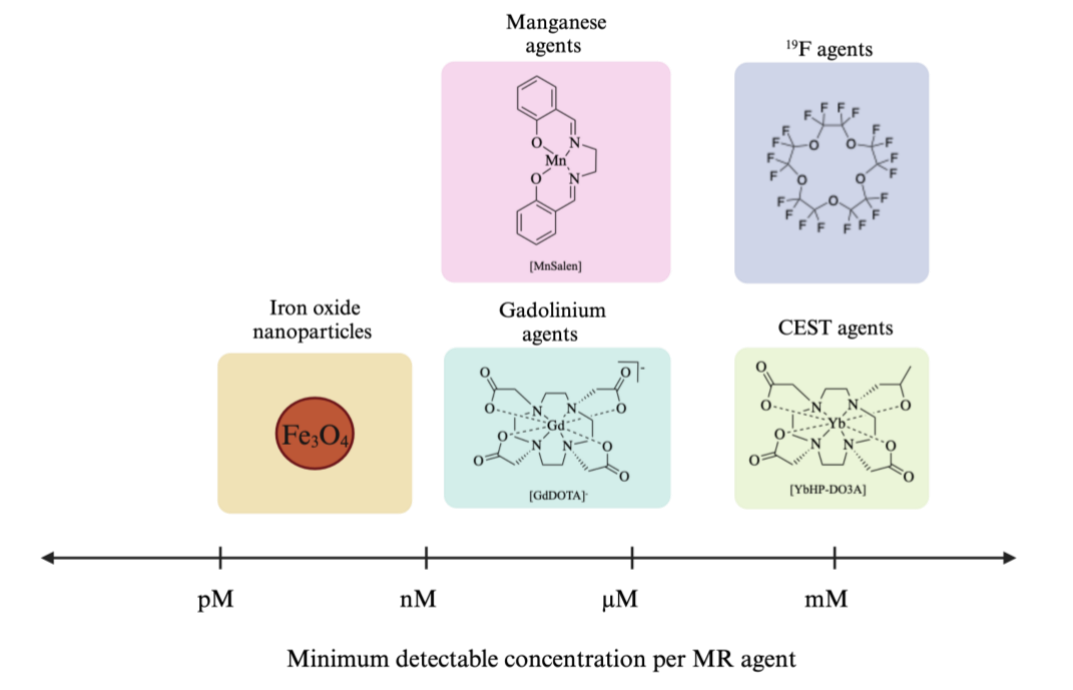 Manganese
agents
¹⁹F agents
O
N
Mn
O
N
[MnSalen]
F F F F
F F
F O O F
F F
F O O F
F O F
F F
F F F F
Iron oxide
nanoparticles
Gadolinium
agents
CEST agents
Fe₃O₄
O O ⁻
O N N O
Gd
O N N O
O O
[GdDOTA]⁻
O
O N N O
Yb
O N N O
O O
[YbHP-DO3A]
pM nM μM mM
Minimum detectable concentration per MR agent